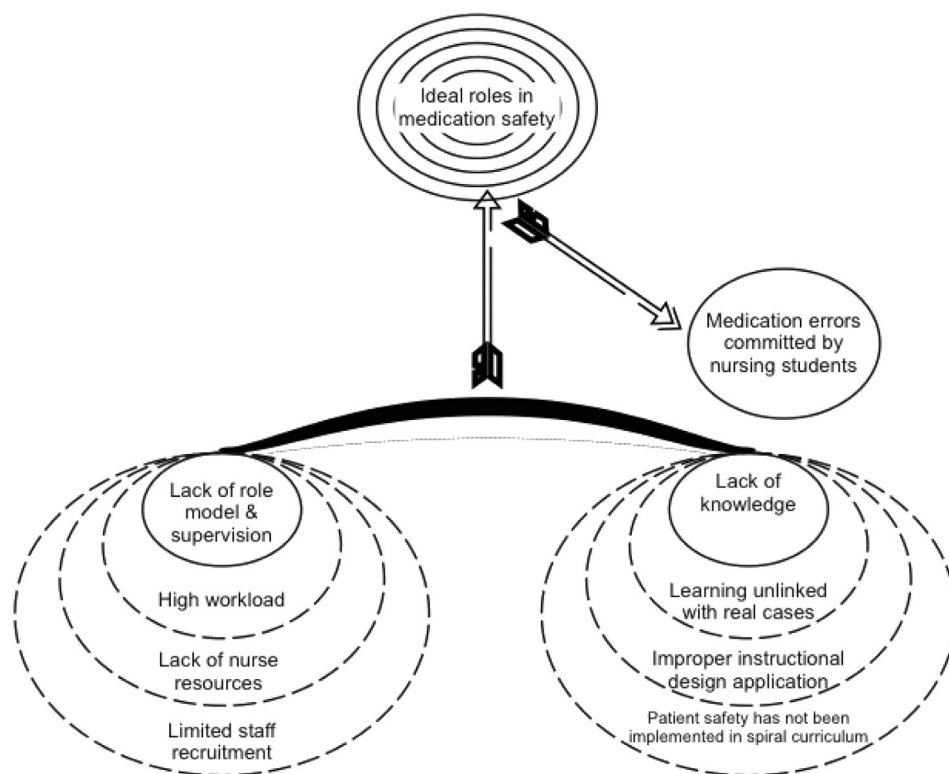 Ideal roles in
medication safety
Medication errors
committed by
nursing students
Lack of role
model &
supervision
High workload
Lack of nurse
resources
Limited staff
recruitment
Lack of
knowledge
Learning unlinked
with real cases
Improper instructional
design application
Patient safety has not been
implemented in spiral curriculum